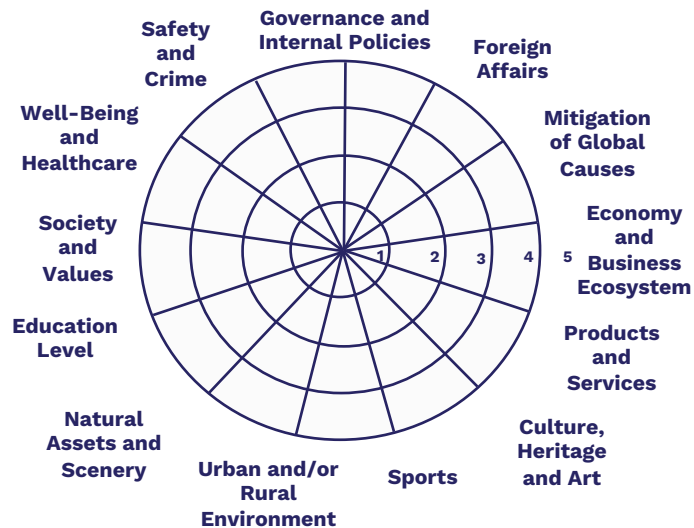 Governance and
Internal Policies
Foreign
Affairs
Mitigation
of Global
Causes
Economy
and
Business
Ecosystem
Products
and
Services
Culture,
Heritage
and Art
Sports
Urban and/or
Rural
Environment
Natural
Assets and
Scenery
Education
Level
Society
and
Values
Well-Being
and
Healthcare
Safety
and
Crime
1 2 3 4 5